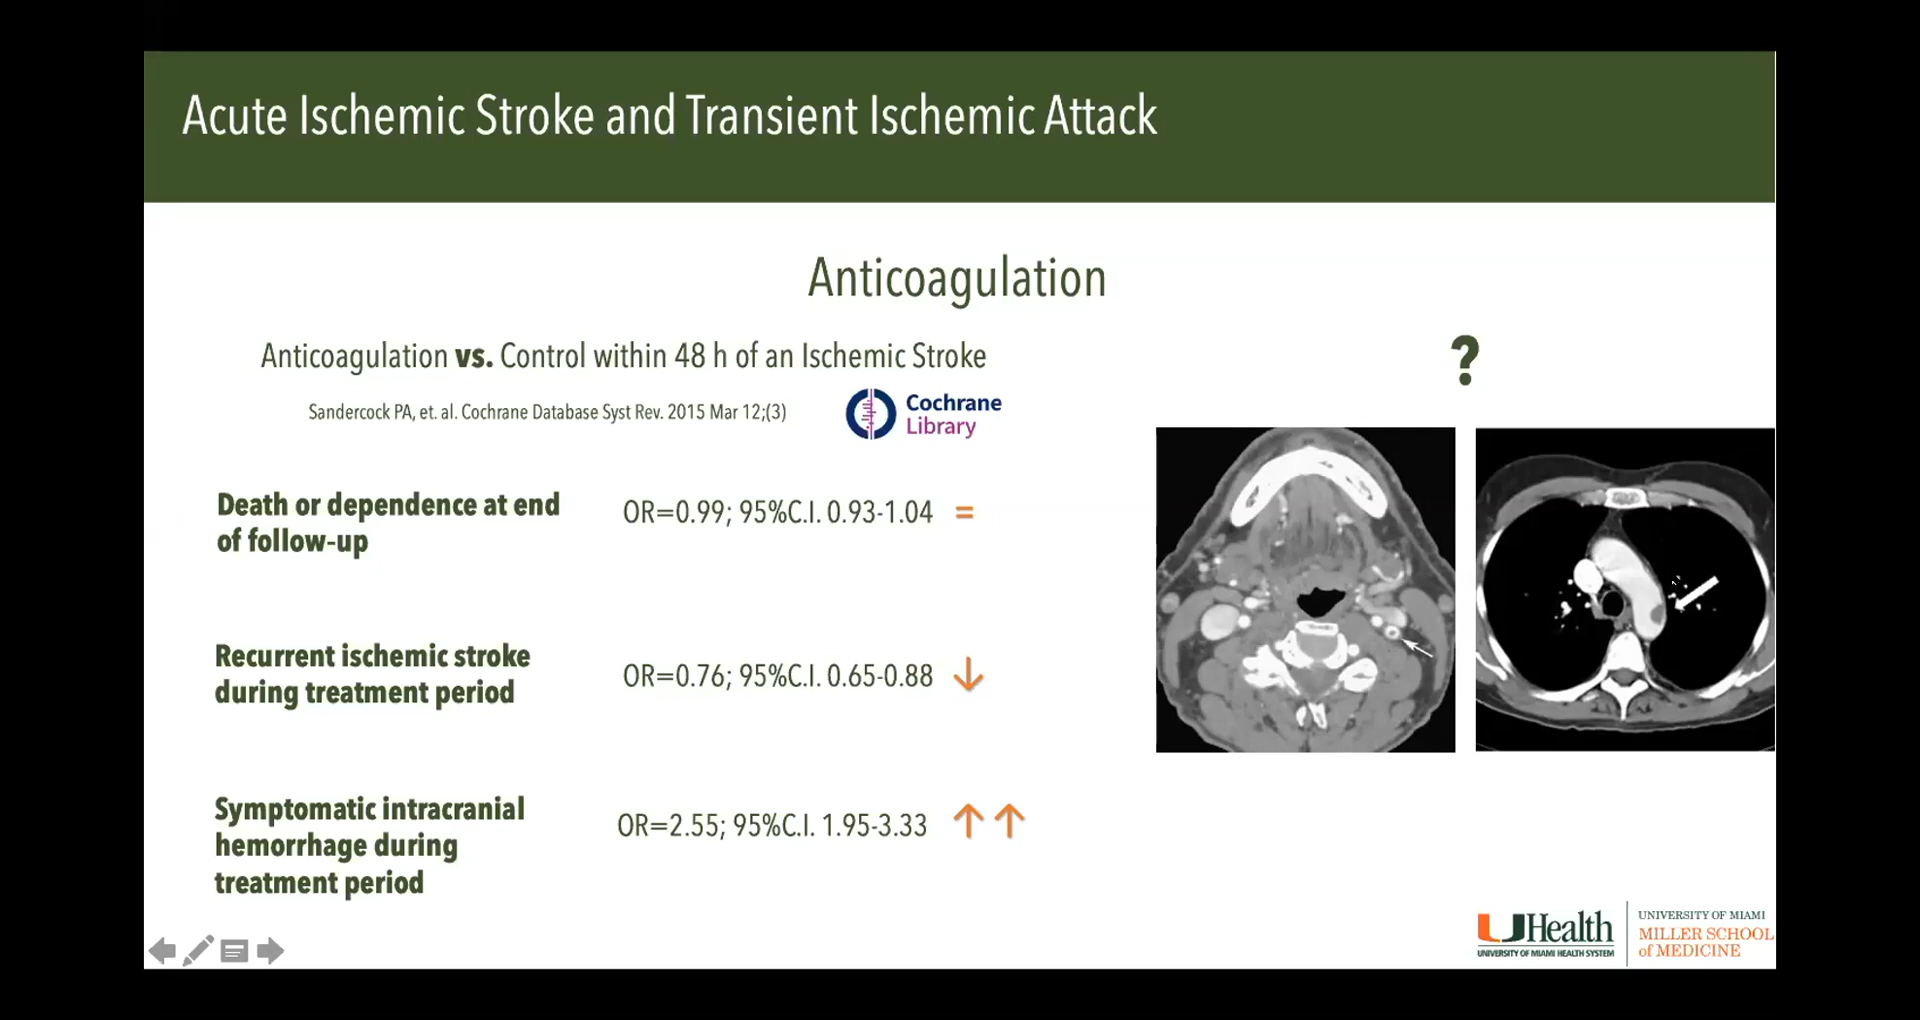 Acute Ischemic Stroke and Transient Ischemic Attack
Anticoagulation
Anticoagulation vs. Control within 48 h of an Ischemic Stroke
?
Sandercock PA, et. al. Cochrane Database Syst Rev. 2015 Mar 12;(3)
Cochrane
Library
Death or dependence at end
of follow-up
OR=0.99; 95%C.I. 0.93-1.04 =
Recurrent ischemic stroke
during treatment period
OR=0.76; 95%C.I. 0.65-0.88 ↓
Symptomatic intracranial
hemorrhage during
treatment period
OR=2.55; 95%C.I. 1.95-3.33 ↑↑
UHealth
UNIVERSITY OF MIAMI HEALTH SYSTEM
UNIVERSITY OF MIAMI
MILLER SCHOOL
of MEDICINE